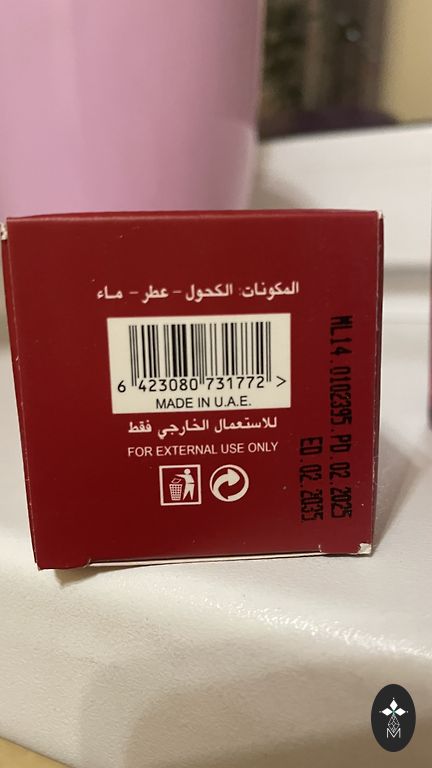 المكونات: الكحول - عطر - ماء
6 423080 731772 >
MADE IN U.A.E.
للاستعمال الخارجي فقط
FOR EXTERNAL USE ONLY
ML14.0102395.PD.02.2025
ED.02.2035
M